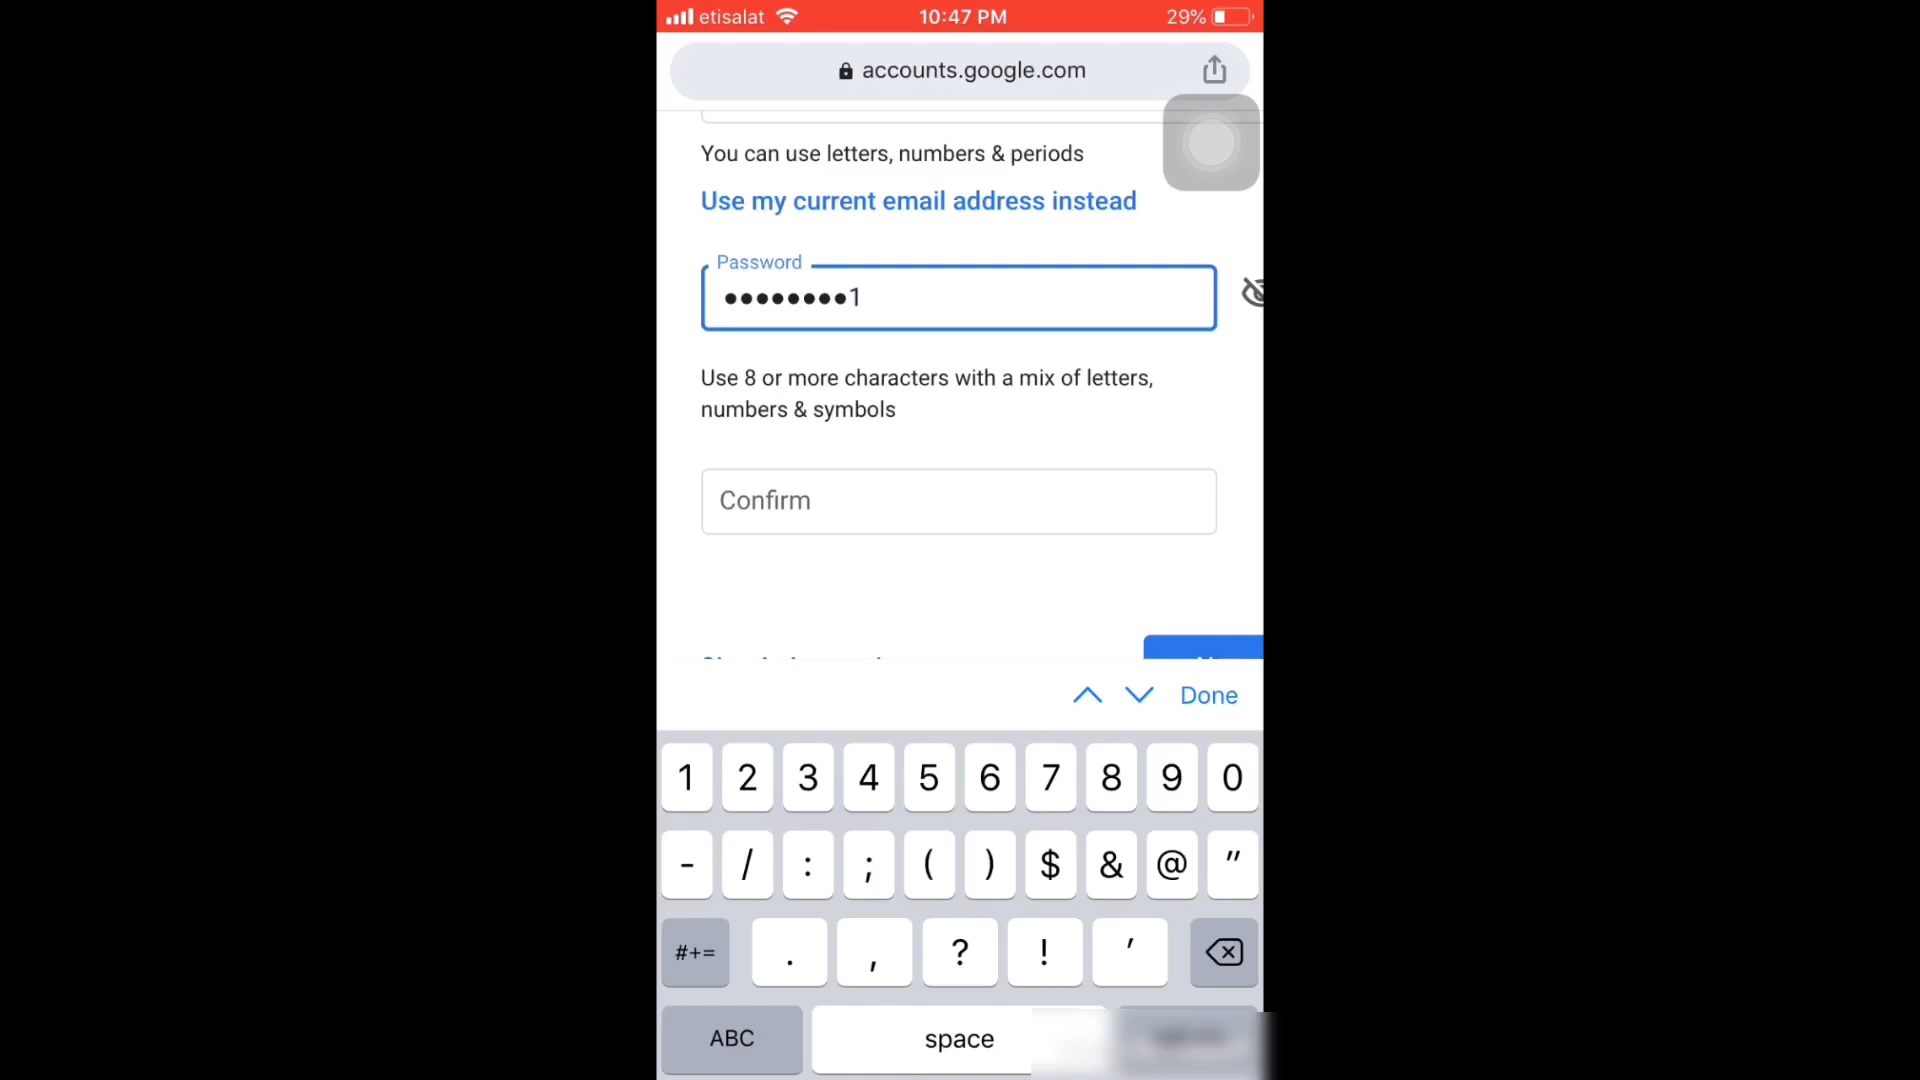 etisalat 10:47 PM 29%
accounts.google.com
You can use letters, numbers & periods
Use my current email address instead
Password
••••••••1
Use 8 or more characters with a mix of letters,
numbers & symbols
Confirm
Done
1 2 3 4 5 6 7 8 9 0
- / : ; ( ) $ & @ "
#+= . , ? ! '
ABC space